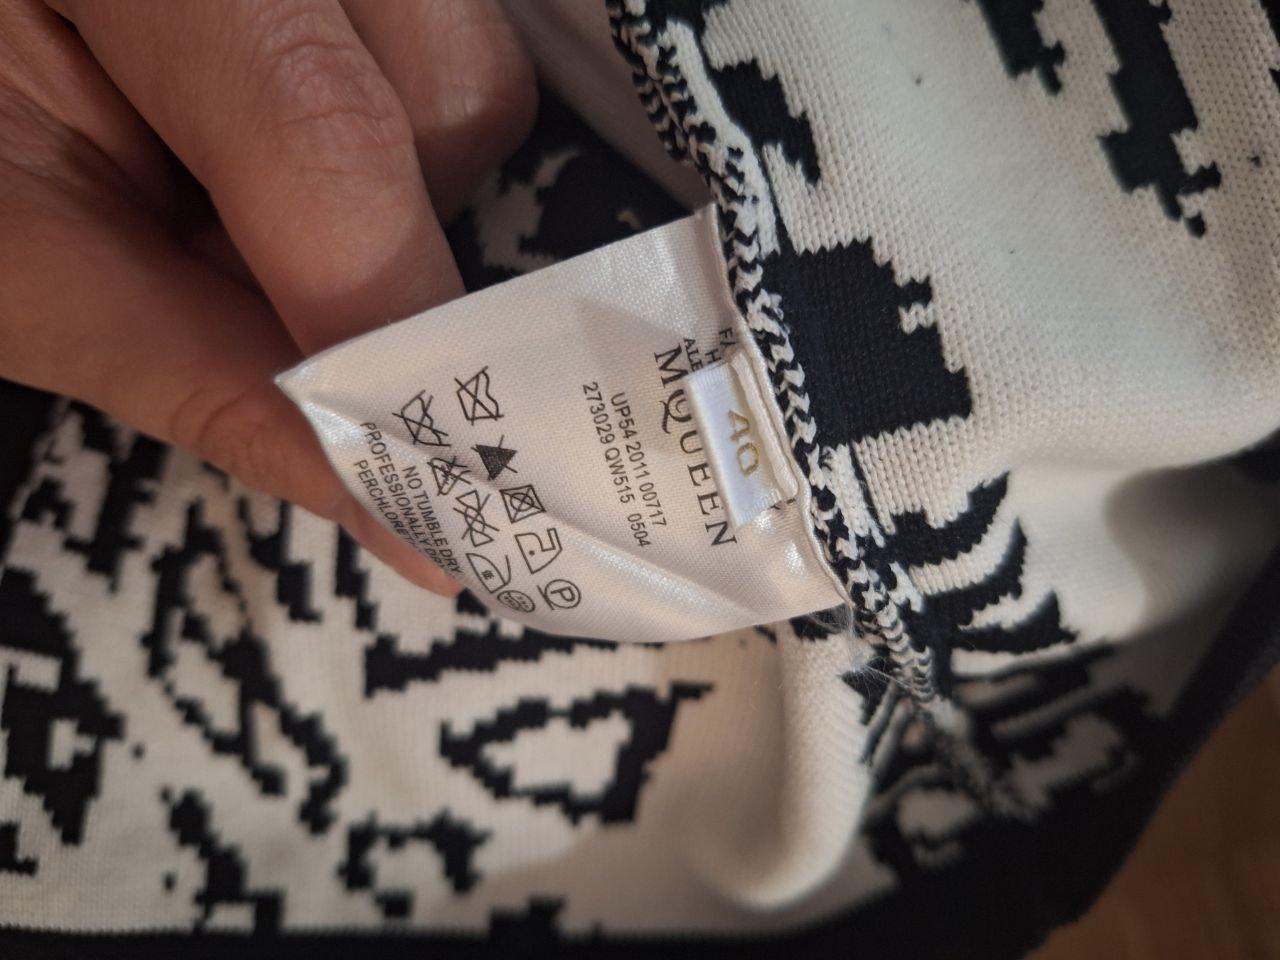 MQUEEN
40
UP54 2011 00717
273029 QW515 0504
NO TUMBLE DRY
PROFESSIONALLY